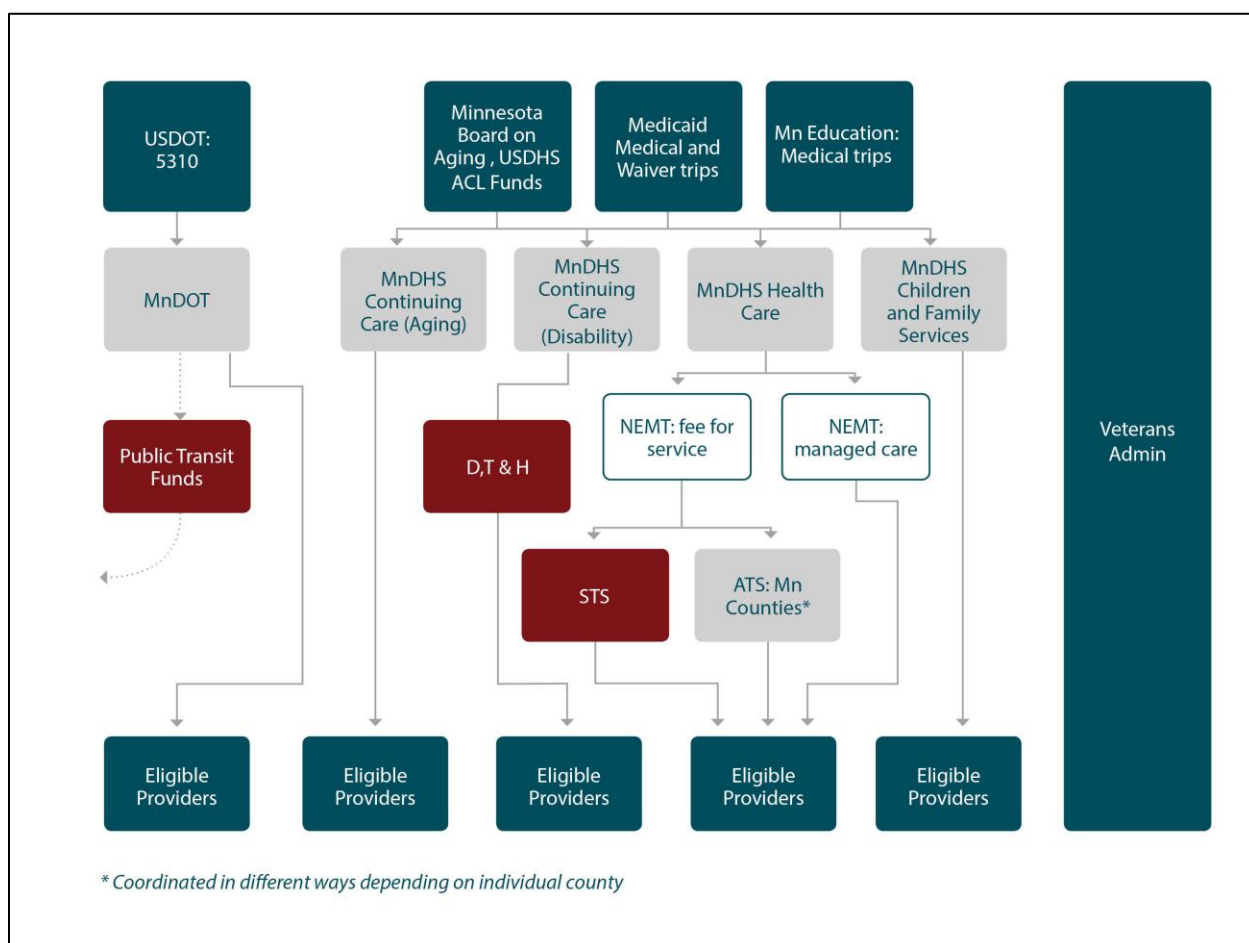 USDOT:
5310
Minnesota
Board on
Aging , USDHS
ACL Funds
Medicaid
Medical and
Waiver trips
Mn Education:
Medical trips
MnDOT
MnDHS
Continuing
Care (Aging)
MnDHS
Continuing
Care
(Disability)
MnDHS Health
Care
MnDHS
Children
and Family
Services
Public Transit
Funds
D,T & H
NEMT: fee for
service
NEMT:
managed care
Veterans
Admin
STS
ATS: Mn
Counties*
Eligible
Providers
Eligible
Providers
Eligible
Providers
Eligible
Providers
Eligible
Providers
* Coordinated in different ways depending on individual county